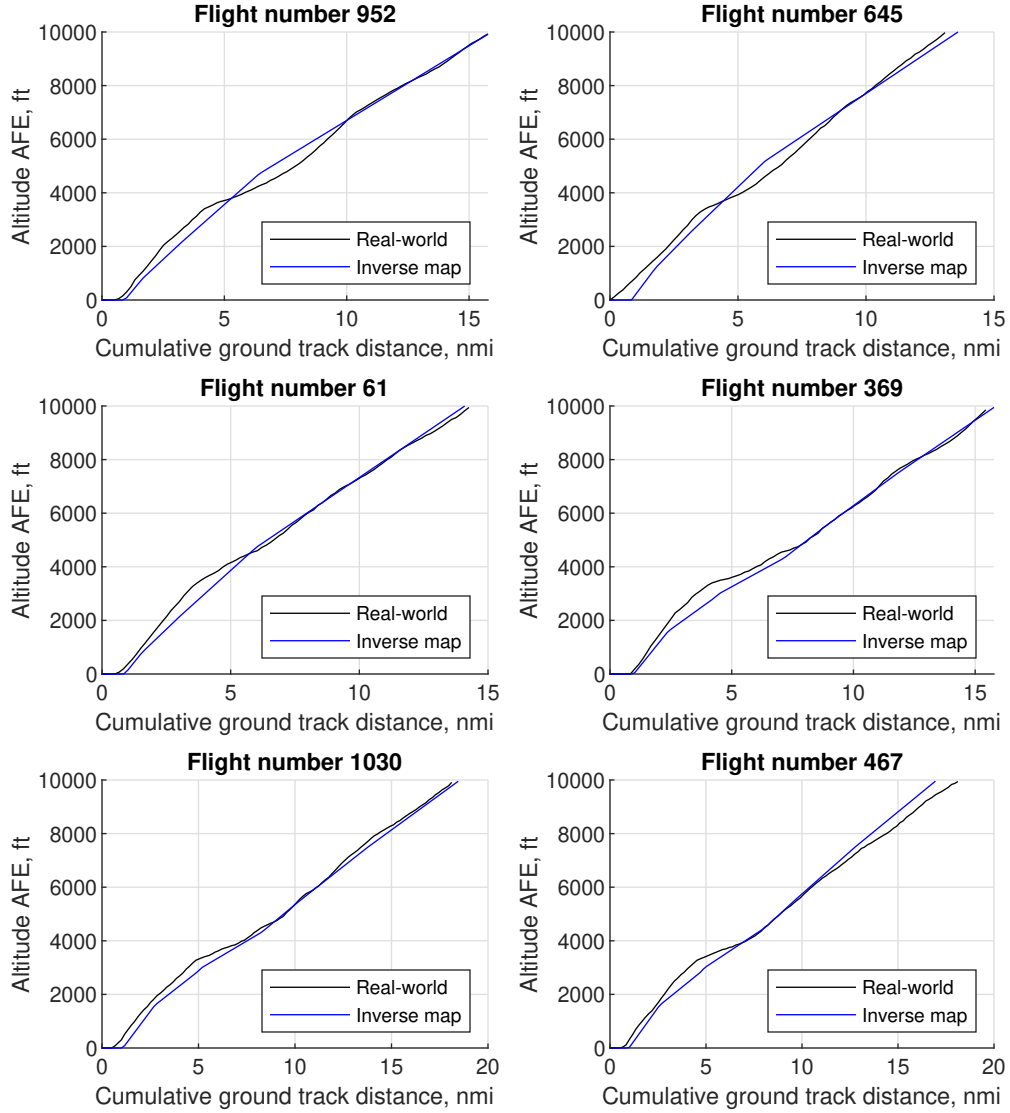 Flight number 952
Altitude AFE, ft
10000
8000
6000
4000
2000
0
Real-world
Inverse map
0 5 10 15
Cumulative ground track distance, nmi
Flight number 645
Altitude AFE, ft
10000
8000
6000
4000
2000
0
Real-world
Inverse map
0 5 10 15
Cumulative ground track distance, nmi
Flight number 61
Altitude AFE, ft
10000
8000
6000
4000
2000
0
Real-world
Inverse map
0 5 10 15
Cumulative ground track distance, nmi
Flight number 369
Altitude AFE, ft
10000
8000
6000
4000
2000
0
Real-world
Inverse map
0 5 10 15
Cumulative ground track distance, nmi
Flight number 1030
Altitude AFE, ft
10000
8000
6000
4000
2000
0
Real-world
Inverse map
0 5 10 15 20
Cumulative ground track distance, nmi
Flight number 467
Altitude AFE, ft
10000
8000
6000
4000
2000
0
Real-world
Inverse map
0 5 10 15 20
Cumulative ground track distance, nmi